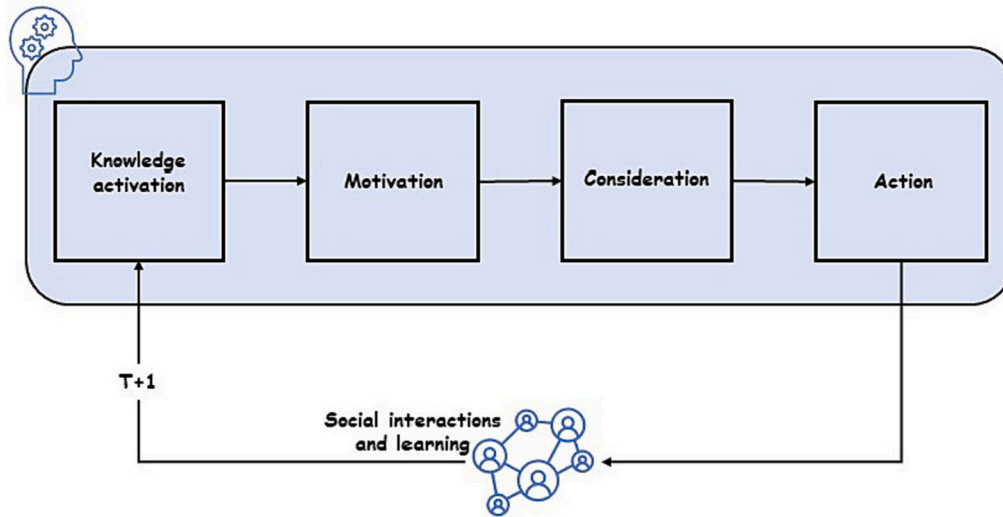 Knowledge
activation
Motivation
Consideration
Action
T+1
Social interactions
and learning